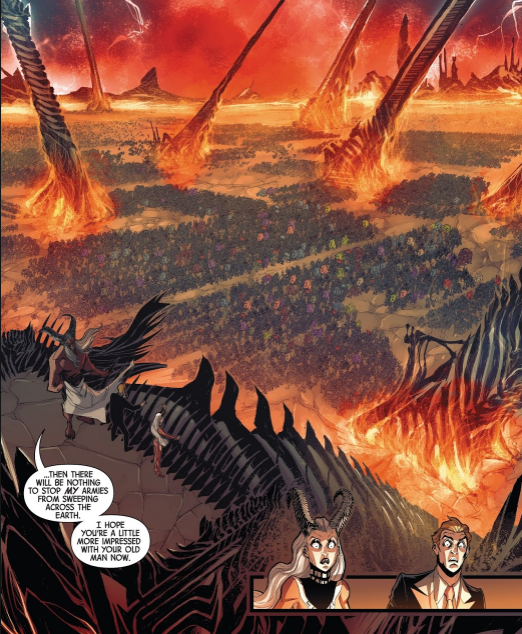 ...THEN THERE
WILL BE NOTHING
TO STOP MY ARMIES
FROM SWEEPING
ACROSS THE
EARTH.
I HOPE
YOU'RE A LITTLE
MORE IMPRESSED
WITH YOUR OLD
MAN NOW.